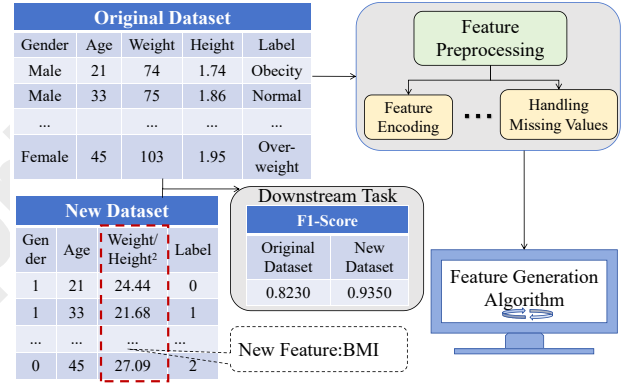 Original Dataset
Gender Age Weight Height Label
Male 21 74 1.74 Obecity
Male 33 75 1.86 Normal
... ... ... ...
Female 45 103 1.95 Over-
weight
Feature
Preprocessing
Feature
Encoding
...
Handling
Missing Values
New Dataset
Gen
der Age Weight/
Height² Label
1 21 24.44 0
1 33 21.68 1
... ... ... ...
0 45 27.09 2
Downstream Task
F1-Score
Original
Dataset
New
Dataset
0.8230 0.9350
New Feature:BMI
Feature Generation
Algorithm